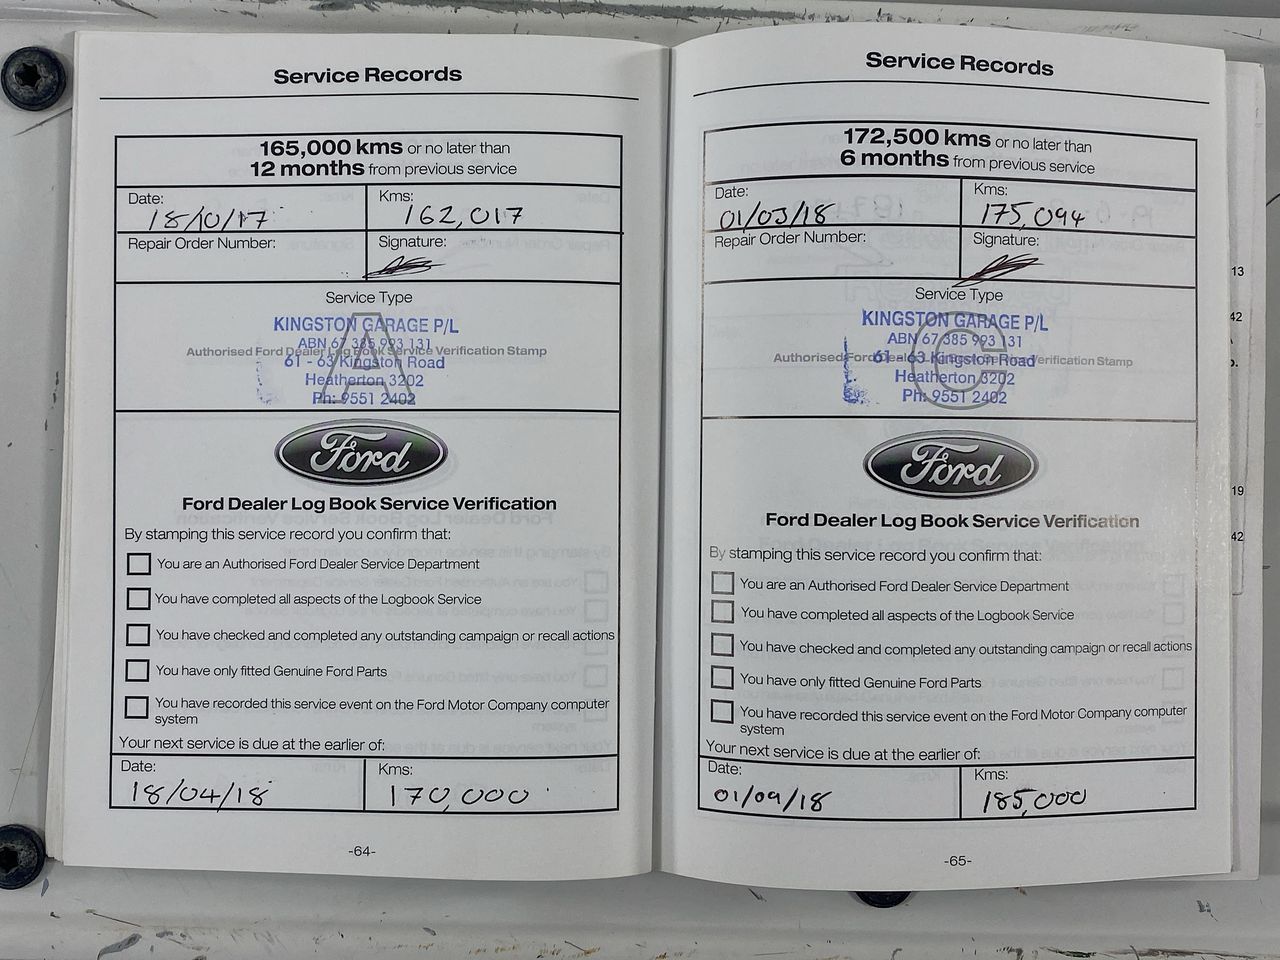 Service Records
165,000 kms or no later than
12 months from previous service
Date:
18/10/17
Kms:
162,017
Repair Order Number:
Signature:
Service Type
A
KINGSTON GARAGE P/L
ABN 67 385 993 131
Authorised Ford Dealer Log Book Service Verification Stamp
61 - 63 Kingston Road
Heatherton 3202
Ph: 9551 2402
Ford
Ford Dealer Log Book Service Verification
By stamping this service record you confirm that:
You are an Authorised Ford Dealer Service Department
You have completed all aspects of the Logbook Service
You have checked and completed any outstanding campaign or recall actions
You have only fitted Genuine Ford Parts
You have recorded this service event on the Ford Motor Company computer
system
Your next service is due at the earlier of:
Date:
18/04/18
Kms:
170,000
-64-
Service Records
172,500 kms or no later than
6 months from previous service
Date:
01/03/18
Kms:
175,094
Repair Order Number:
Signature:
Service Type
C
KINGSTON GARAGE P/L
ABN 67 385 993 131
Authorised Ford Dealer Log Book Service Verification Stamp
61 - 63 Kingston Road
Heatherton 3202
Ph: 9551 2402
Ford
Ford Dealer Log Book Service Verification
By stamping this service record you confirm that:
You are an Authorised Ford Dealer Service Department
You have completed all aspects of the Logbook Service
You have checked and completed any outstanding campaign or recall actions
You have only fitted Genuine Ford Parts
You have recorded this service event on the Ford Motor Company computer
system
Your next service is due at the earlier of:
Date:
01/09/18
Kms:
185,000
-65-
13
42
19
42